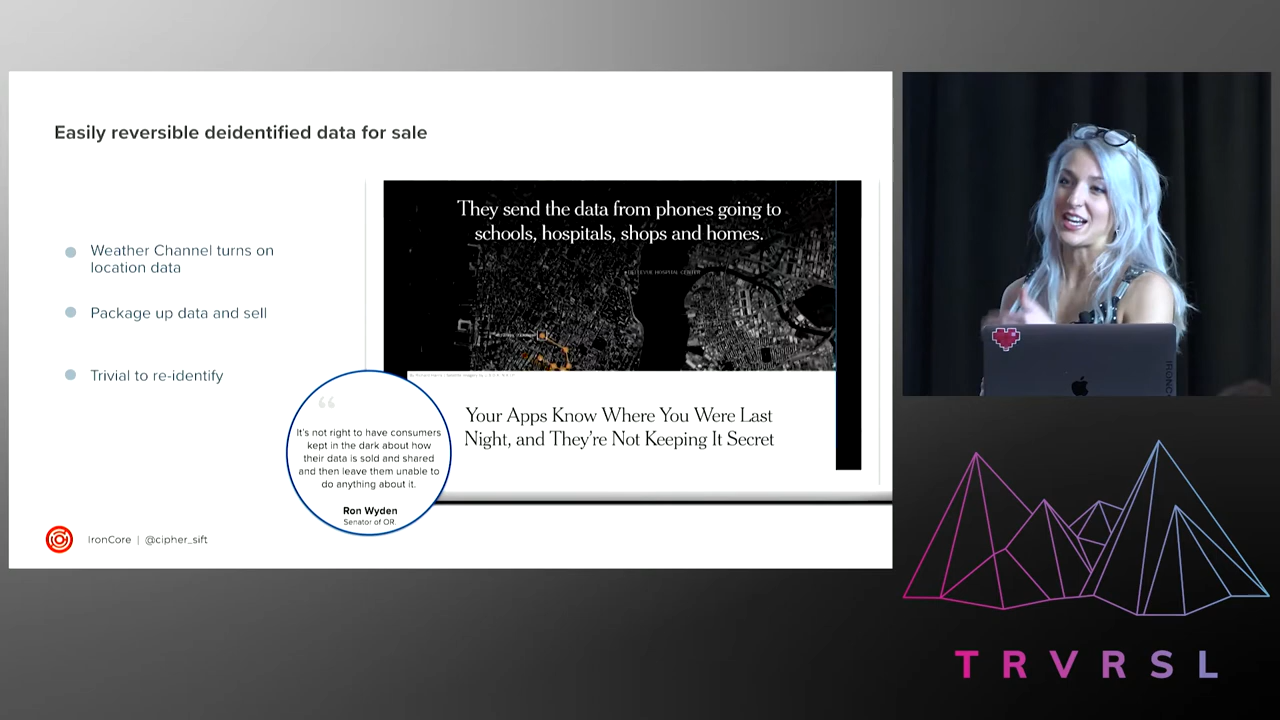 Easily reversible deidentified data for sale
Weather Channel turns on
location data
Package up data and sell
Trivial to re-identify
They send the data from phones going to
schools, hospitals, shops and homes.
BELLEVUE HOSPITAL CENTER
Your Apps Know Where You Were Last
Night, and They’re Not Keeping It Secret
“
It’s not right to have consumers
kept in the dark about how
their data is sold and shared
and then leave them unable to
do anything about it.
Ron Wyden
Senator of OR.
IronCore | @cipher_sift
TRVRSL